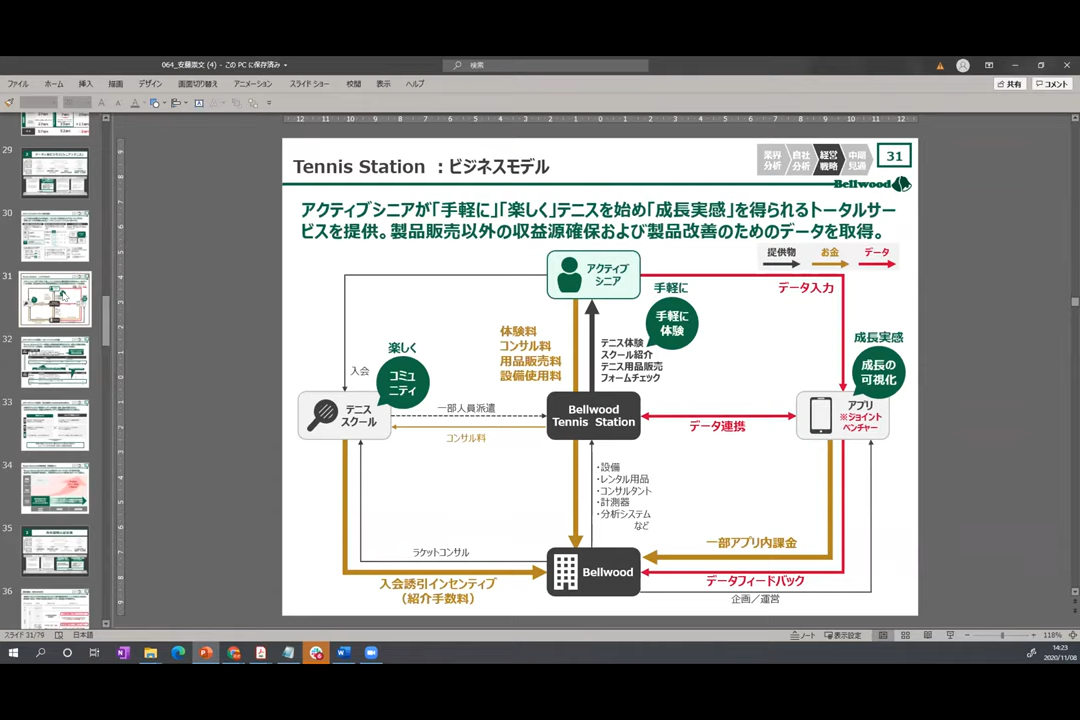 064_安藤崇文 (4) - この PC に保存済み
検索
ファイル
ホーム
挿入
描画
デザイン
画面切り替え
アニメーション
スライド ショー
校閲
表示
ヘルプ
共有
コメント
29
30
31
32
33
34
35
36
Tennis Station ：ビジネスモデル
業界分析
自社分析
経営戦略
中期見通
31
Bellwood
アクティブシニアが「手軽に」「楽しく」テニスを始め「成長実感」を得られるトータルサー
ビスを提供。製品販売以外の収益源確保および製品改善のためのデータを取得。
提供物
お金
データ
アクティブ
シニア
データ入力
手軽に
手軽に
体験
体験料
コンサル料
用品販売料
設備使用料
テニス体験
スクール紹介
テニス用品販売
フォームチェック
成長実感
成長の
可視化
楽しく
コミュ
ニティ
入会
テニス
スクール
一部人員派遣
コンサル料
Bellwood
Tennis Station
データ連携
アプリ
※ジョイント
ベンチャー
・設備
・レンタル用品
・コンサルタント
・計測器
・分析システム
など
ラケットコンサル
一部アプリ内課金
Bellwood
入会誘引インセンティブ
（紹介手数料）
データフィードバック
企画／運営
スライド 31/79
日本語
ノート
表示設定
118%
14:23
2020/11/08